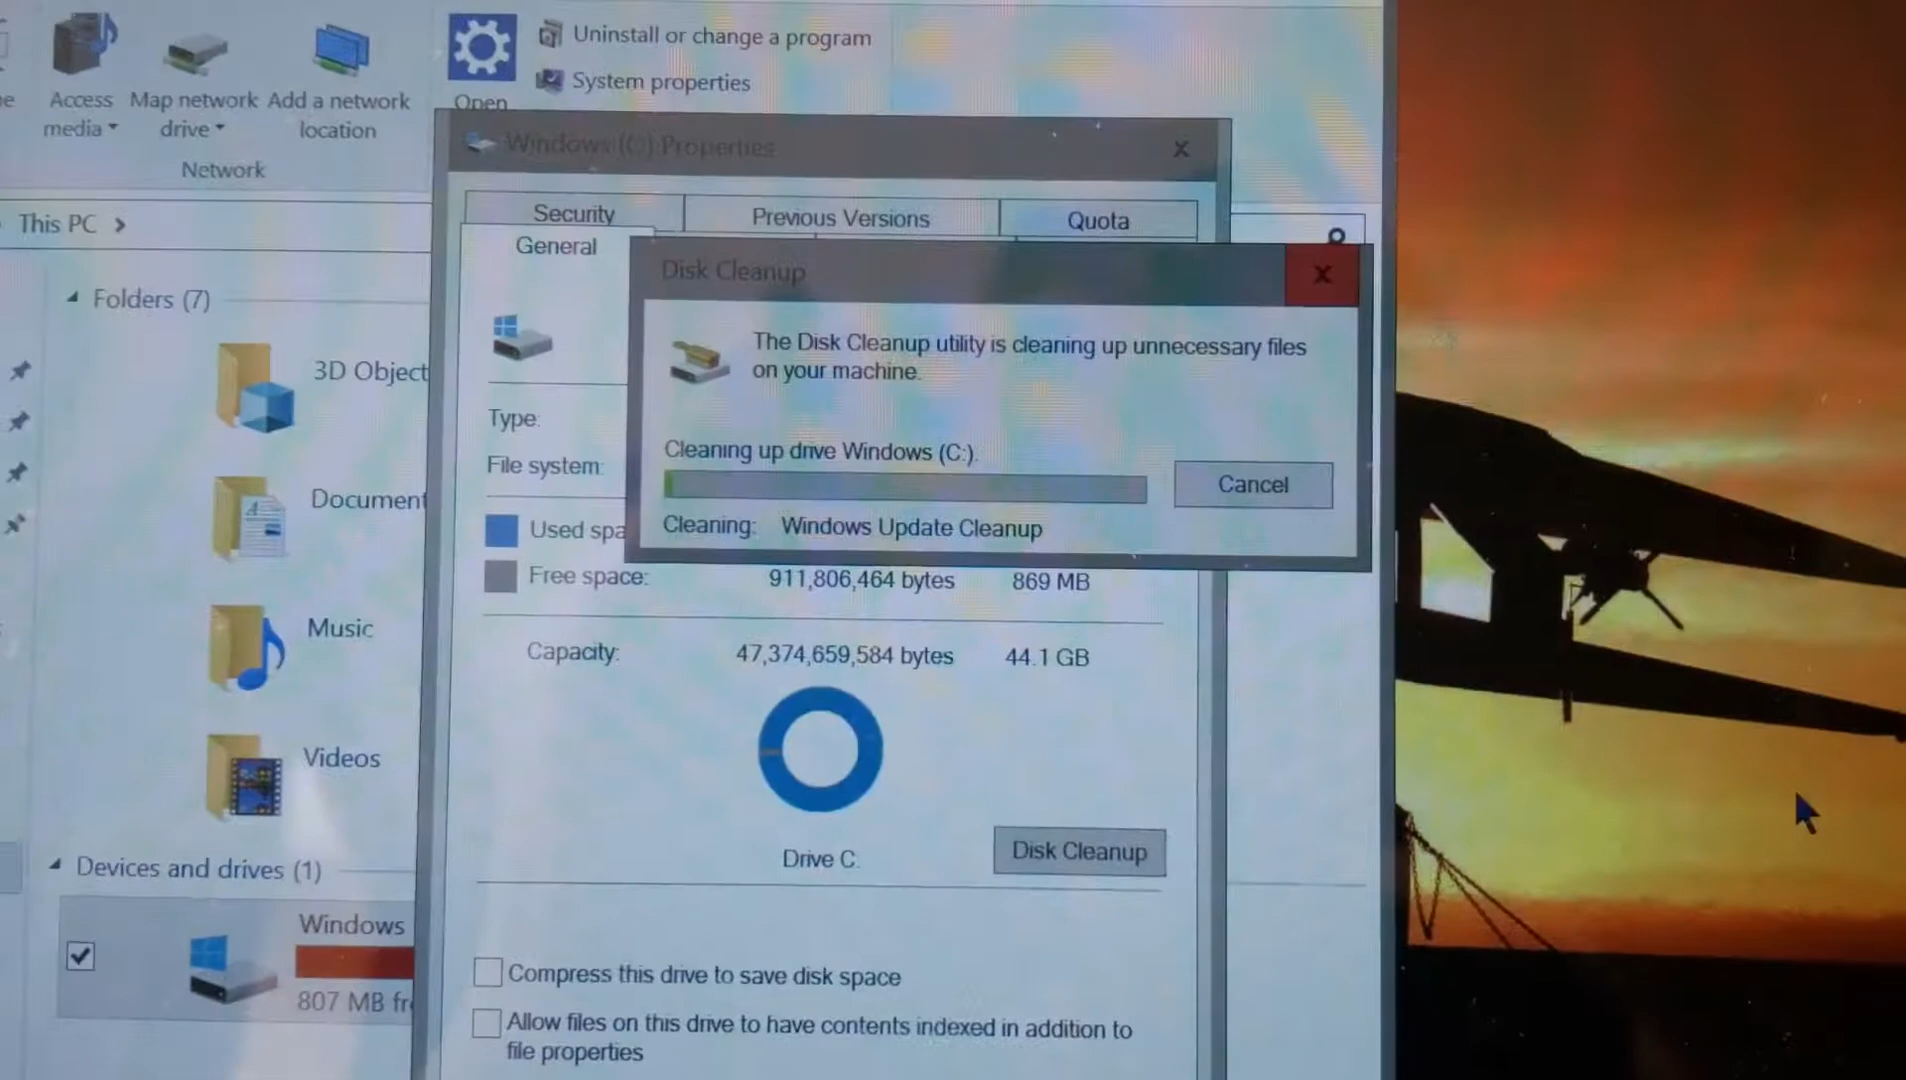 Uninstall or change a program
System properties
Access
media
Map network
drive
Add a network
location
Open
Network
This PC
Windows (C:) Properties
Security
Previous Versions
Quota
General
Disk Cleanup
The Disk Cleanup utility is cleaning up unnecessary files
on your machine.
Cleaning up drive Windows (C:).
Cancel
Cleaning: Windows Update Cleanup
Type:
File system:
Used spa
Free space: 911,806,464 bytes 869 MB
Capacity: 47,374,659,584 bytes 44.1 GB
Drive C:
Disk Cleanup
Compress this drive to save disk space
Allow files on this drive to have contents indexed in addition to
file properties
Folders (7)
3D Object
Document
Music
Videos
Devices and drives (1)
Windows
807 MB fr